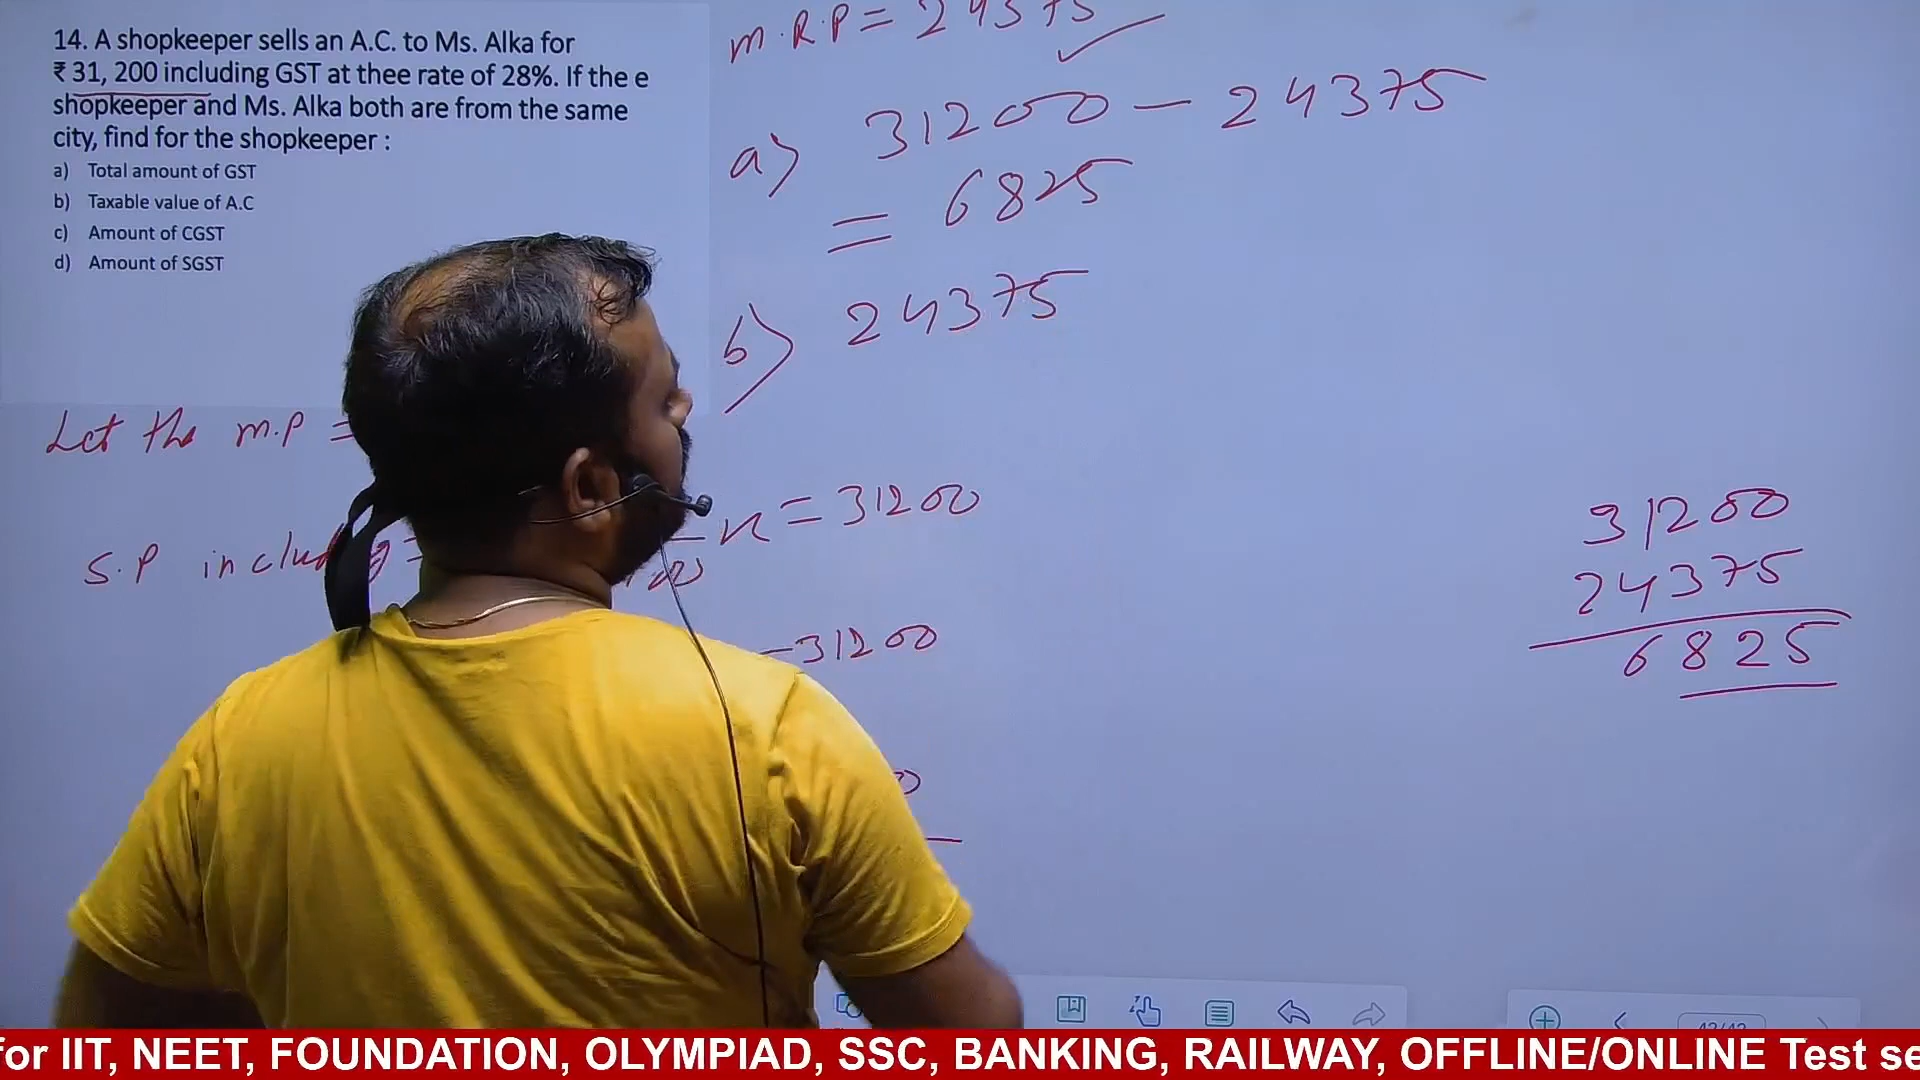 14. A shopkeeper sells an A.C. to Ms. Alka for
₹ 31, 200 including GST at thee rate of 28%. If the e
shopkeeper and Ms. Alka both are from the same
city, find for the shopkeeper :
a) Total amount of GST
b) Taxable value of A.C
c) Amount of CGST
d) Amount of SGST
Let the m.P =
S.P including =
x = 31200
= 31200
m.R.P = 24375
a) 31200 - 24375
= 6825
b) 24375
31200
24375
6825
for IIT, NEET, FOUNDATION, OLYMPIAD, SSC, BANKING, RAILWAY, OFFLINE/ONLINE Test se